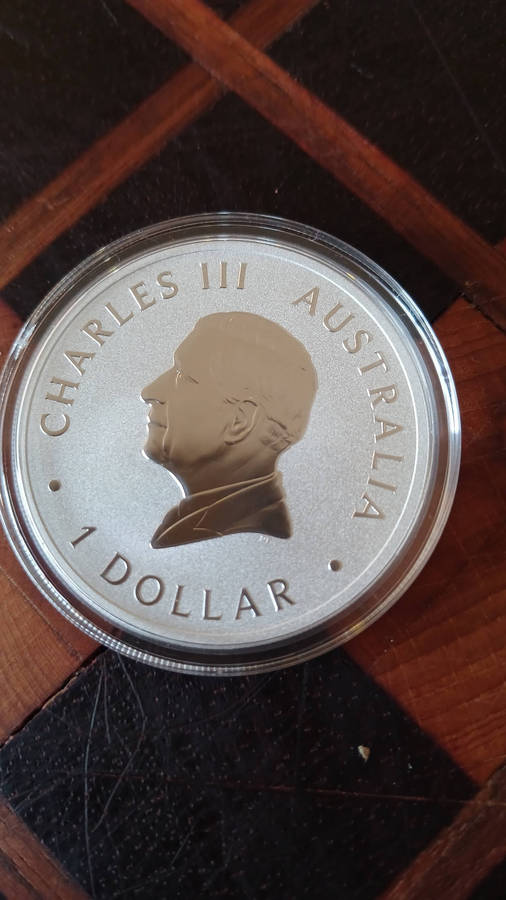 CHARLES III AUSTRALIA
• 1 DOLLAR •